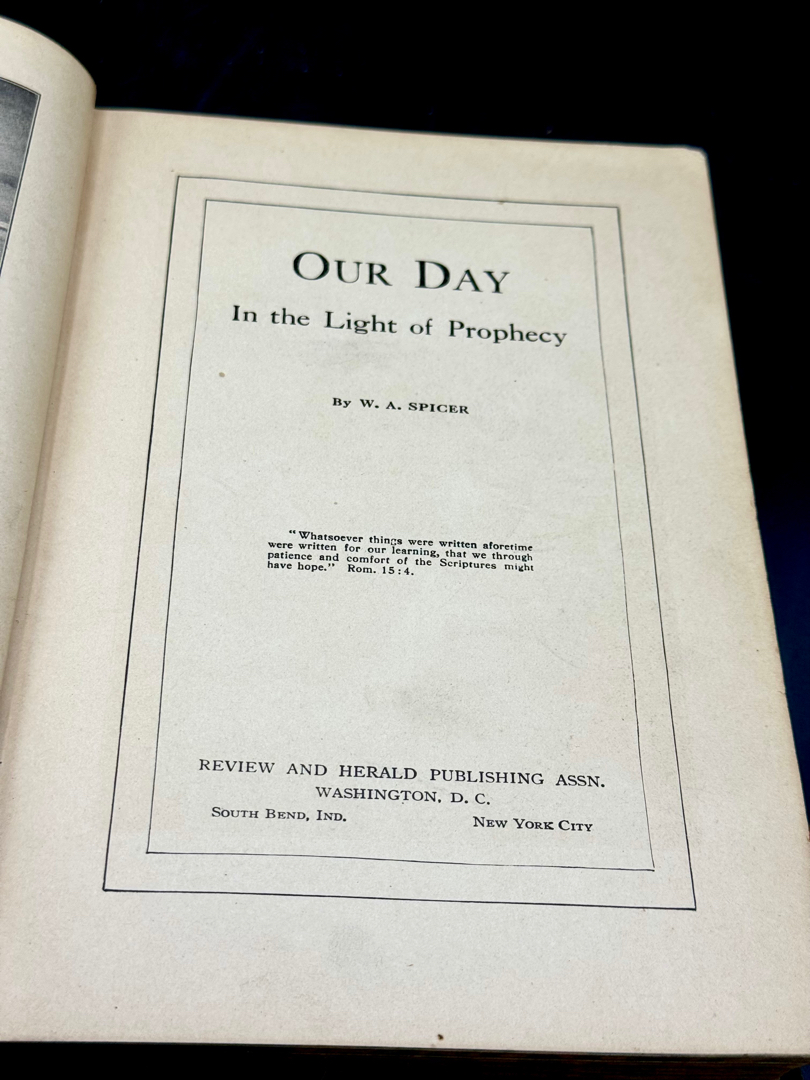 OUR DAY
In the Light of Prophecy
By W. A. SPICER
"Whatsoever things were written aforetime
were written for our learning, that we through
patience and comfort of the Scriptures might
have hope." Rom. 15:4.
REVIEW AND HERALD PUBLISHING ASSN.
WASHINGTON, D. C.
SOUTH BEND, IND. NEW YORK CITY